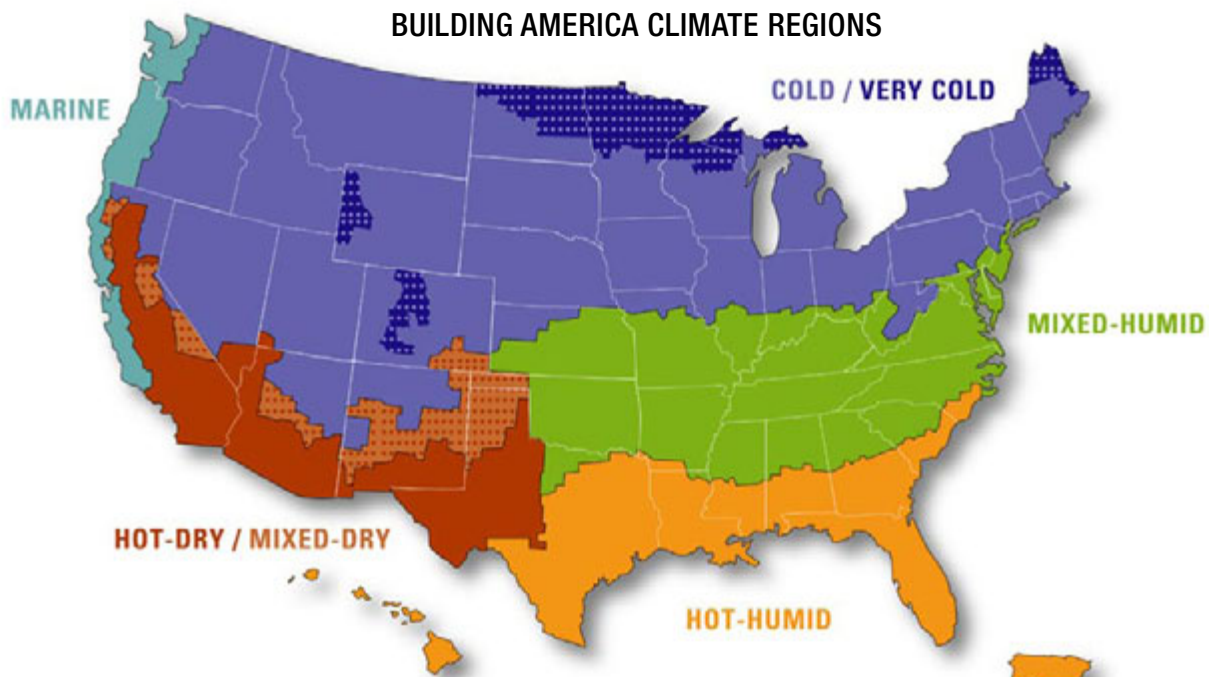 BUILDING AMERICA CLIMATE REGIONS
COLD / VERY COLD
MARINE
MIXED-HUMID
HOT-DRY / MIXED-DRY
HOT-HUMID